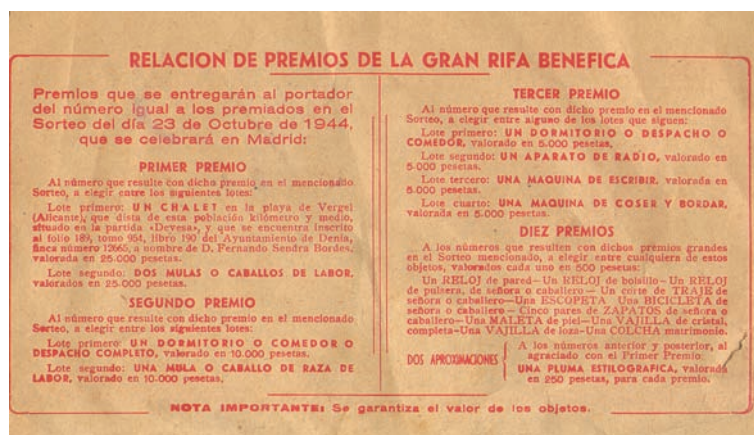 RELACION DE PREMIOS DE LA GRAN RIFA BENEFICA
Premios que se entregarán al portador
del número igual a los premiados en el
Sorteo del día 23 de Octubre de 1944,
que se celebrará en Madrid:
PRIMER PREMIO
Al número que resulte con dicho premio en el mencionado
Sorteo, a elegir entre los siguientes lotes:
Lote primero: UN CHALET en la playa de Vergel
(Alicante), que dista de esta población kilómetro y medio,
situado en la partida «Devesa», y que se encuentra inscrito
al folio 189, tomo 954, libro 190 del Ayuntamiento de Denia,
finca número 12665, a nombre de D. Fernando Sendra Bordes,
valorada en 25.000 pesetas.
Lote segundo: DOS MULAS O CABALLOS DE LABOR,
valorados en 25.000 pesetas.
SEGUNDO PREMIO
Al número que resulte con dicho premio en el mencionado
Sorteo, a elegir entre los siguientes lotes:
Lote primero: UN DORMITORIO O COMEDOR O
DESPACHO COMPLETO, valorado en 10.000 pesetas.
Lote segundo: UNA MULA O CABALLO DE RAZA DE
LABOR, valorado en 10.000 pesetas.
TERCER PREMIO
Al número que resulte con dicho premio en el mencionado
Sorteo, a elegir entre alguno de los lotes que siguen:
Lote primero: UN DORMITORIO O DESPACHO O
COMEDOR, valorado en 5.000 pesetas.
Lote segundo: UN APARATO DE RADIO, valorado en
5.000 pesetas.
Lote tercero: UNA MAQUINA DE ESCRIBIR, valorada en
5.000 pesetas.
Lote cuarto: UNA MAQUINA DE COSER Y BORDAR,
valorada en 5.000 pesetas.
DIEZ PREMIOS
A los números que resulten con dichos premios grandes
en el Sorteo mencionado, a elegir entre cualquiera de estos
objetos, valorados cada uno en 500 pesetas:
Un RELOJ de pared—Un RELOJ de bolsillo—Un RELOJ
de pulsera, de señora o caballero—Un corte de TRAJE de
señora o caballero—Una ESCOPETA Una BICICLETA de
señora o caballero—Cinco pares de ZAPATOS de señora o
caballero—Una MALETA de piel—Una VAJILLA de cristal,
completa—Una VAJILLA de loza—Una COLCHA matrimonio.
DOS APROXIMACIONES
A los números anterior y posterior, al
agraciado con el Primer Premio:
UNA PLUMA ESTILOGRAFICA, valorada
en 250 pesetas, para cada premio.
NOTA IMPORTANTE: Se garantiza el valor de los objetos.